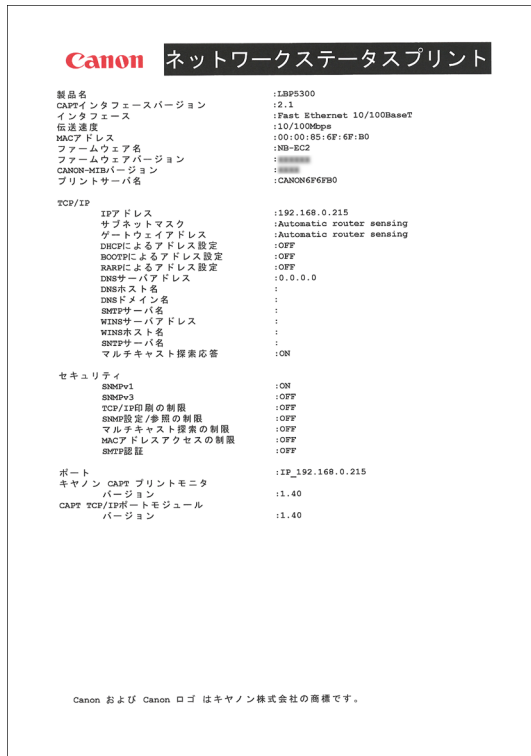 Canon ネットワークステータスプリント
製品名 :LBP5300
CAPTインタフェースバージョン :2.1
インタフェース :Fast Ethernet 10/100BaseT
伝送速度 :10/100Mbps
MACアドレス :00:00:85:6F:6F:B0
ファームウェア名 :NB-EC2
ファームウェアバージョン :
CANON-MIBバージョン :
プリントサーバ名 :CANON6F6FB0
TCP/IP
IPアドレス :192.168.0.215
サブネットマスク :Automatic router sensing
ゲートウェイアドレス :Automatic router sensing
DHCPによるアドレス設定 :OFF
BOOTPによるアドレス設定 :OFF
RARPによるアドレス設定 :OFF
DNSサーバアドレス :0.0.0.0
DNSホスト名 :
DNSドメイン名 :
SMTPサーバ名 :
WINSサーバアドレス :
WINSホスト名 :
SNTPサーバ名 :
マルチキャスト探索応答 :ON
セキュリティ
SNMPv1 :ON
SNMPv3 :OFF
TCP/IP印刷の制限 :OFF
SNMP設定/参照の制限 :OFF
マルチキャスト探索の制限 :OFF
MACアドレスアクセスの制限 :OFF
SMTP認証 :OFF
ポート :IP_192.168.0.215
キヤノン CAPT プリントモニタ
バージョン :1.40
CAPT TCP/IPポートモジュール
バージョン :1.40
Canon および Canon ロゴ はキヤノン株式会社の商標です。